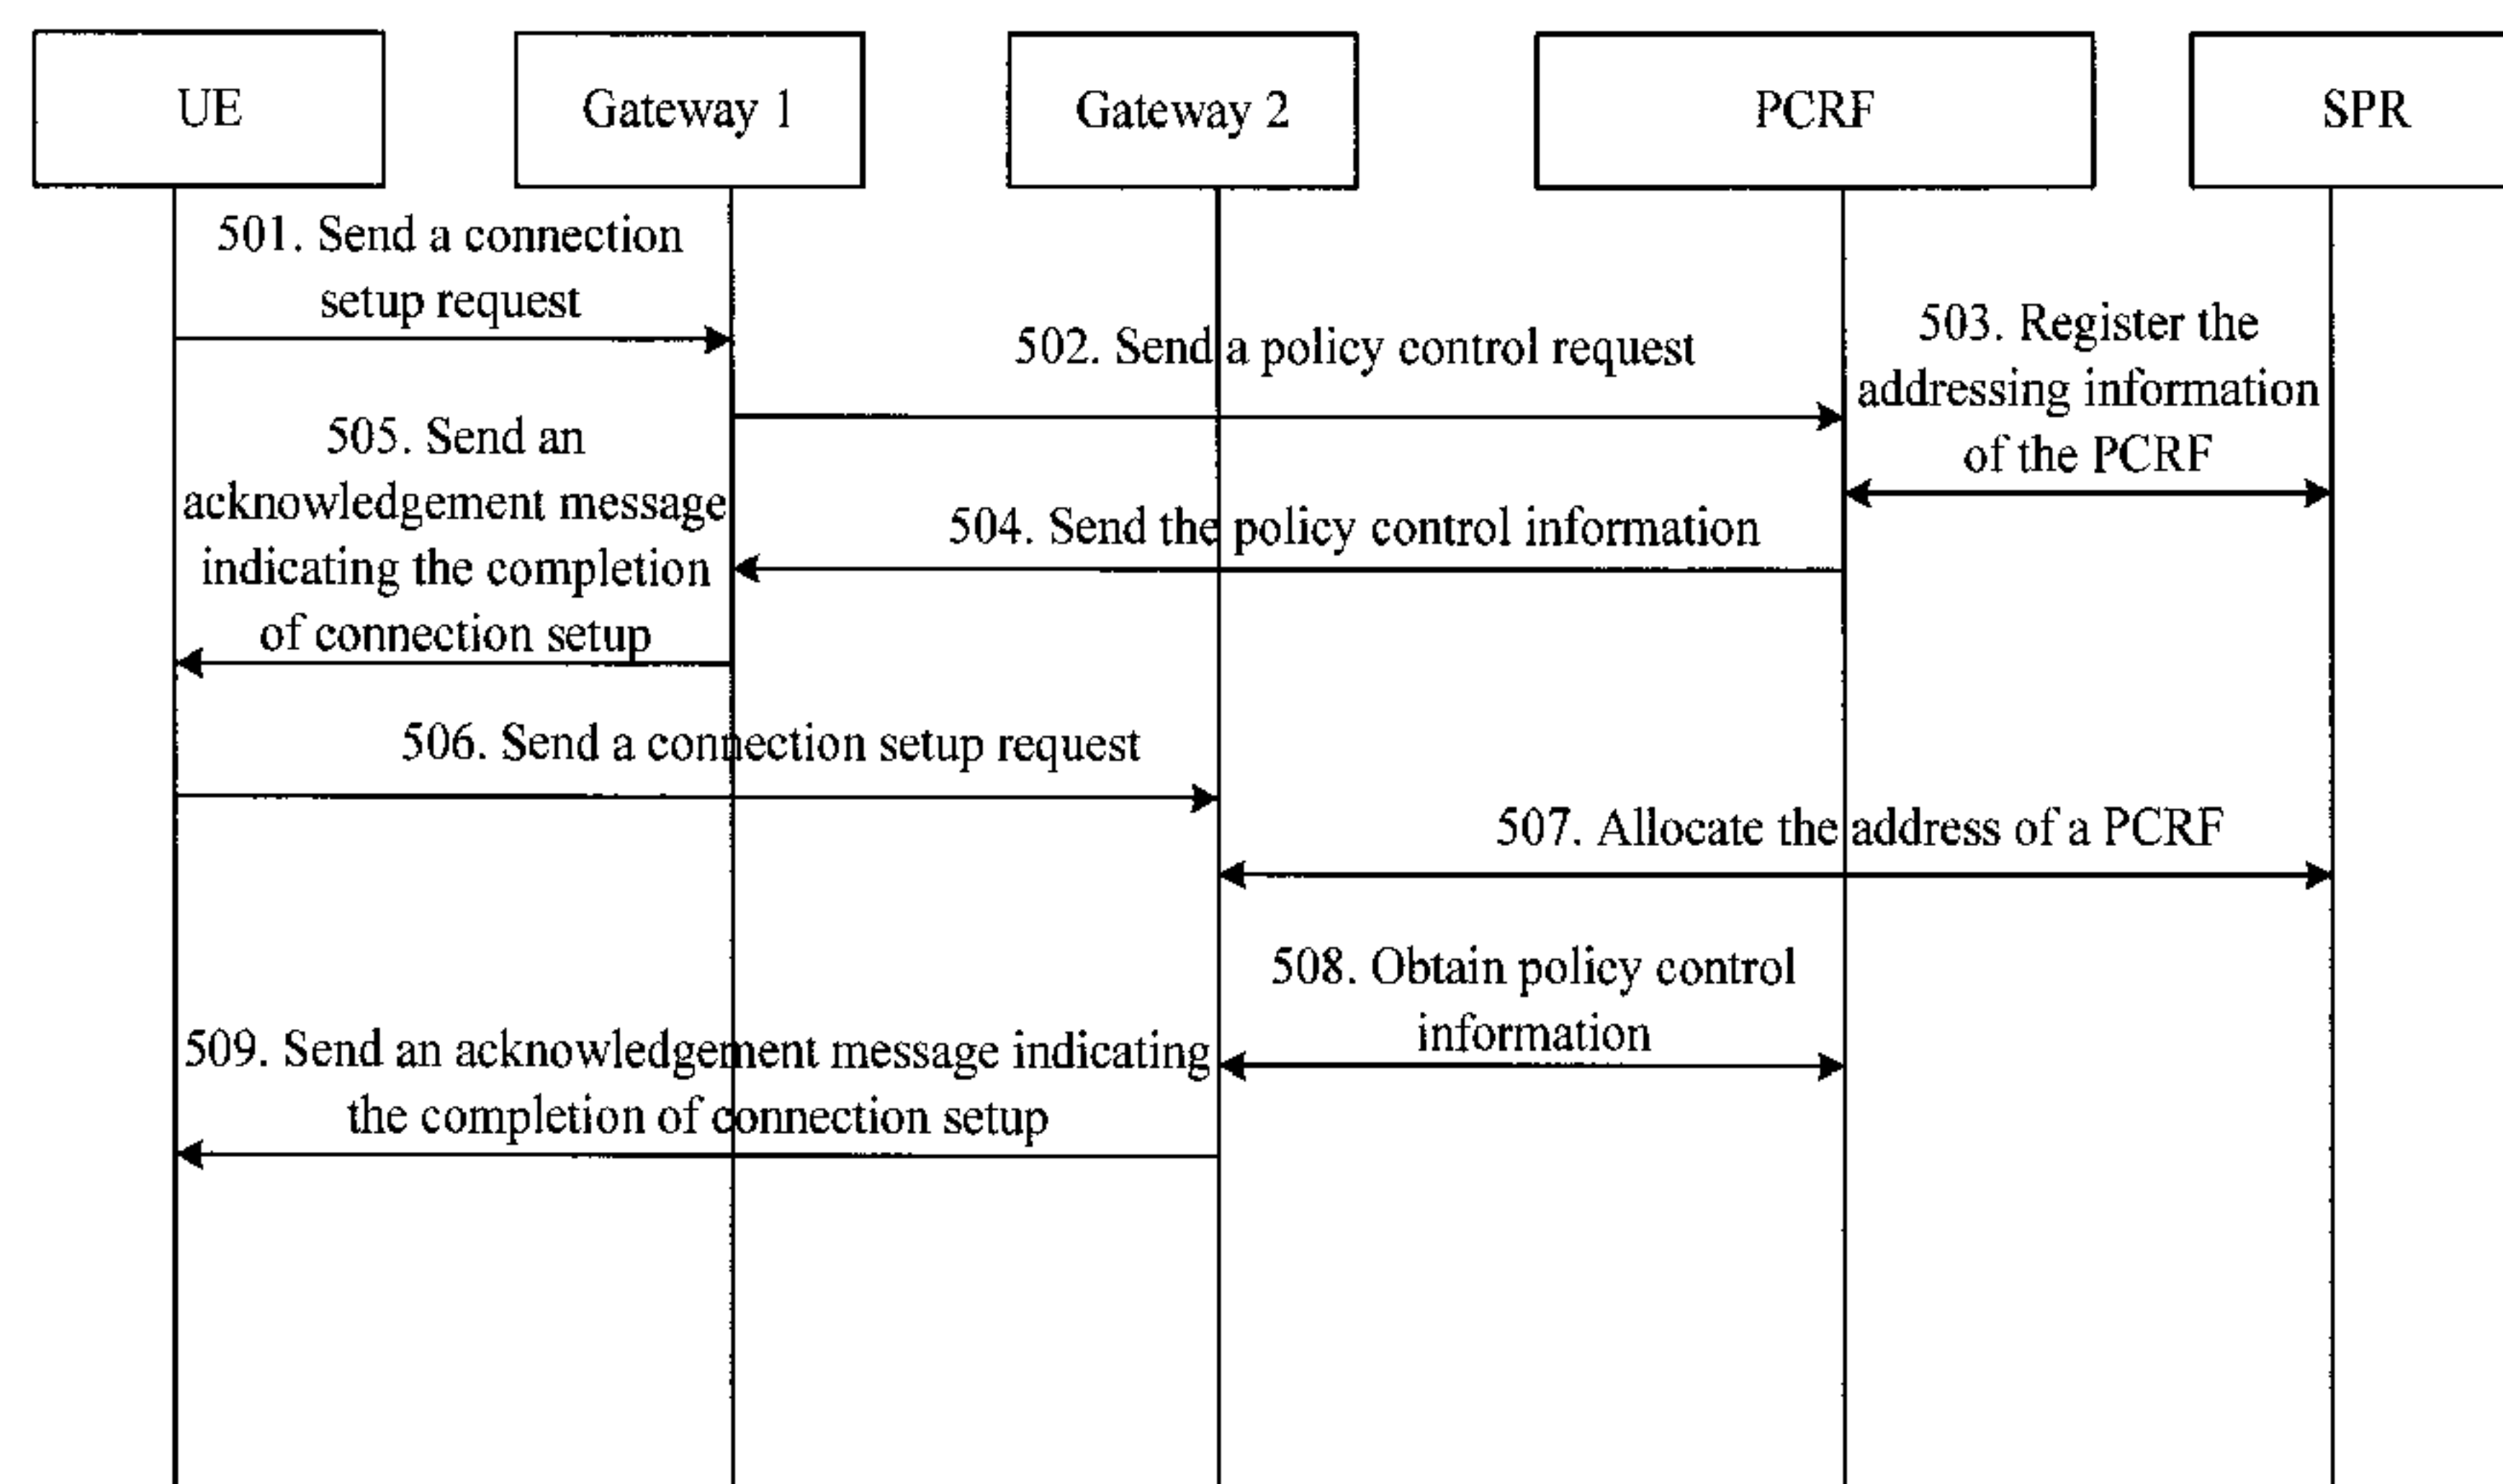 UE
Gateway 1
Gateway 2
PCRF
SPR
501. Send a connection
setup request
502. Send a policy control request
503. Register the
addressing information
of the PCRF
504. Send the policy control information
505. Send an
acknowledgement message
indicating the completion
of connection setup
506. Send a connection setup request
507. Allocate the address of a PCRF
508. Obtain policy control
information
509. Send an acknowledgement message indicating
the completion of connection setup